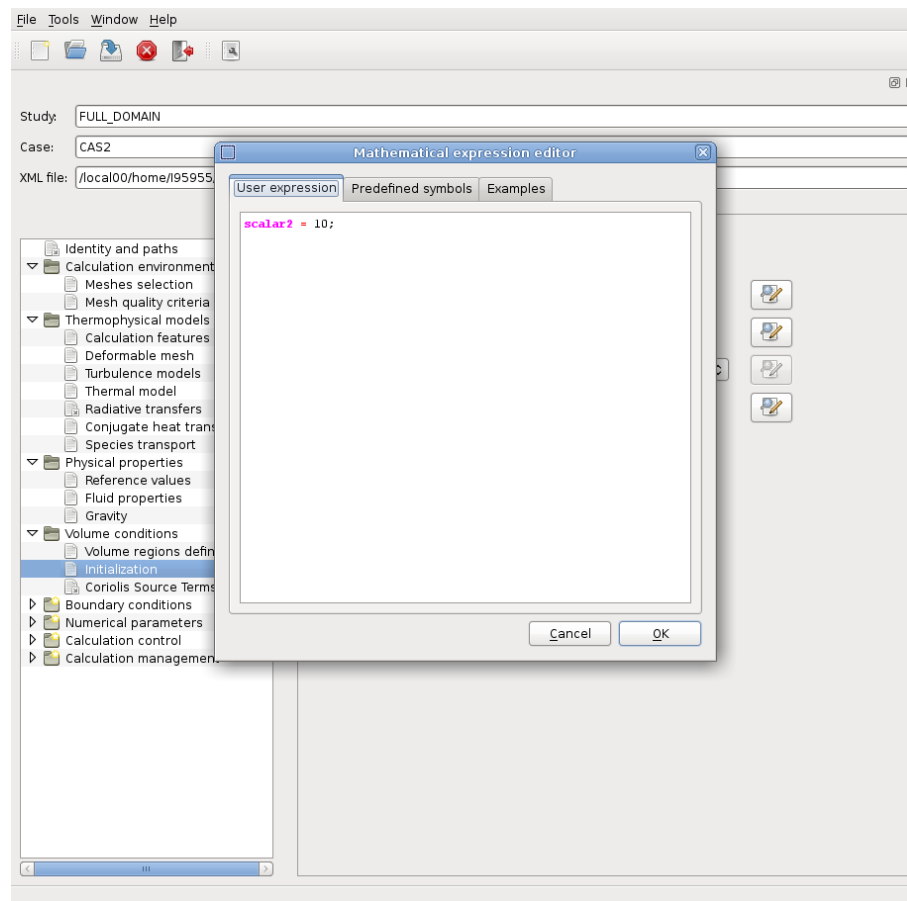 File Tools Window Help
Study: FULL_DOMAIN
Case: CAS2
XML file: /local00/home/I95955/
Mathematical expression editor
User expression Predefined symbols Examples
scalar2 = 10;
Cancel OK
Identity and paths
Calculation environment
Meshes selection
Mesh quality criteria
Thermophysical models
Calculation features
Deformable mesh
Turbulence models
Thermal model
Radiative transfers
Conjugate heat trans
Species transport
Physical properties
Reference values
Fluid properties
Gravity
Volume conditions
Volume regions defin
Initialization
Coriolis Source Terms
Boundary conditions
Numerical parameters
Calculation control
Calculation managemen